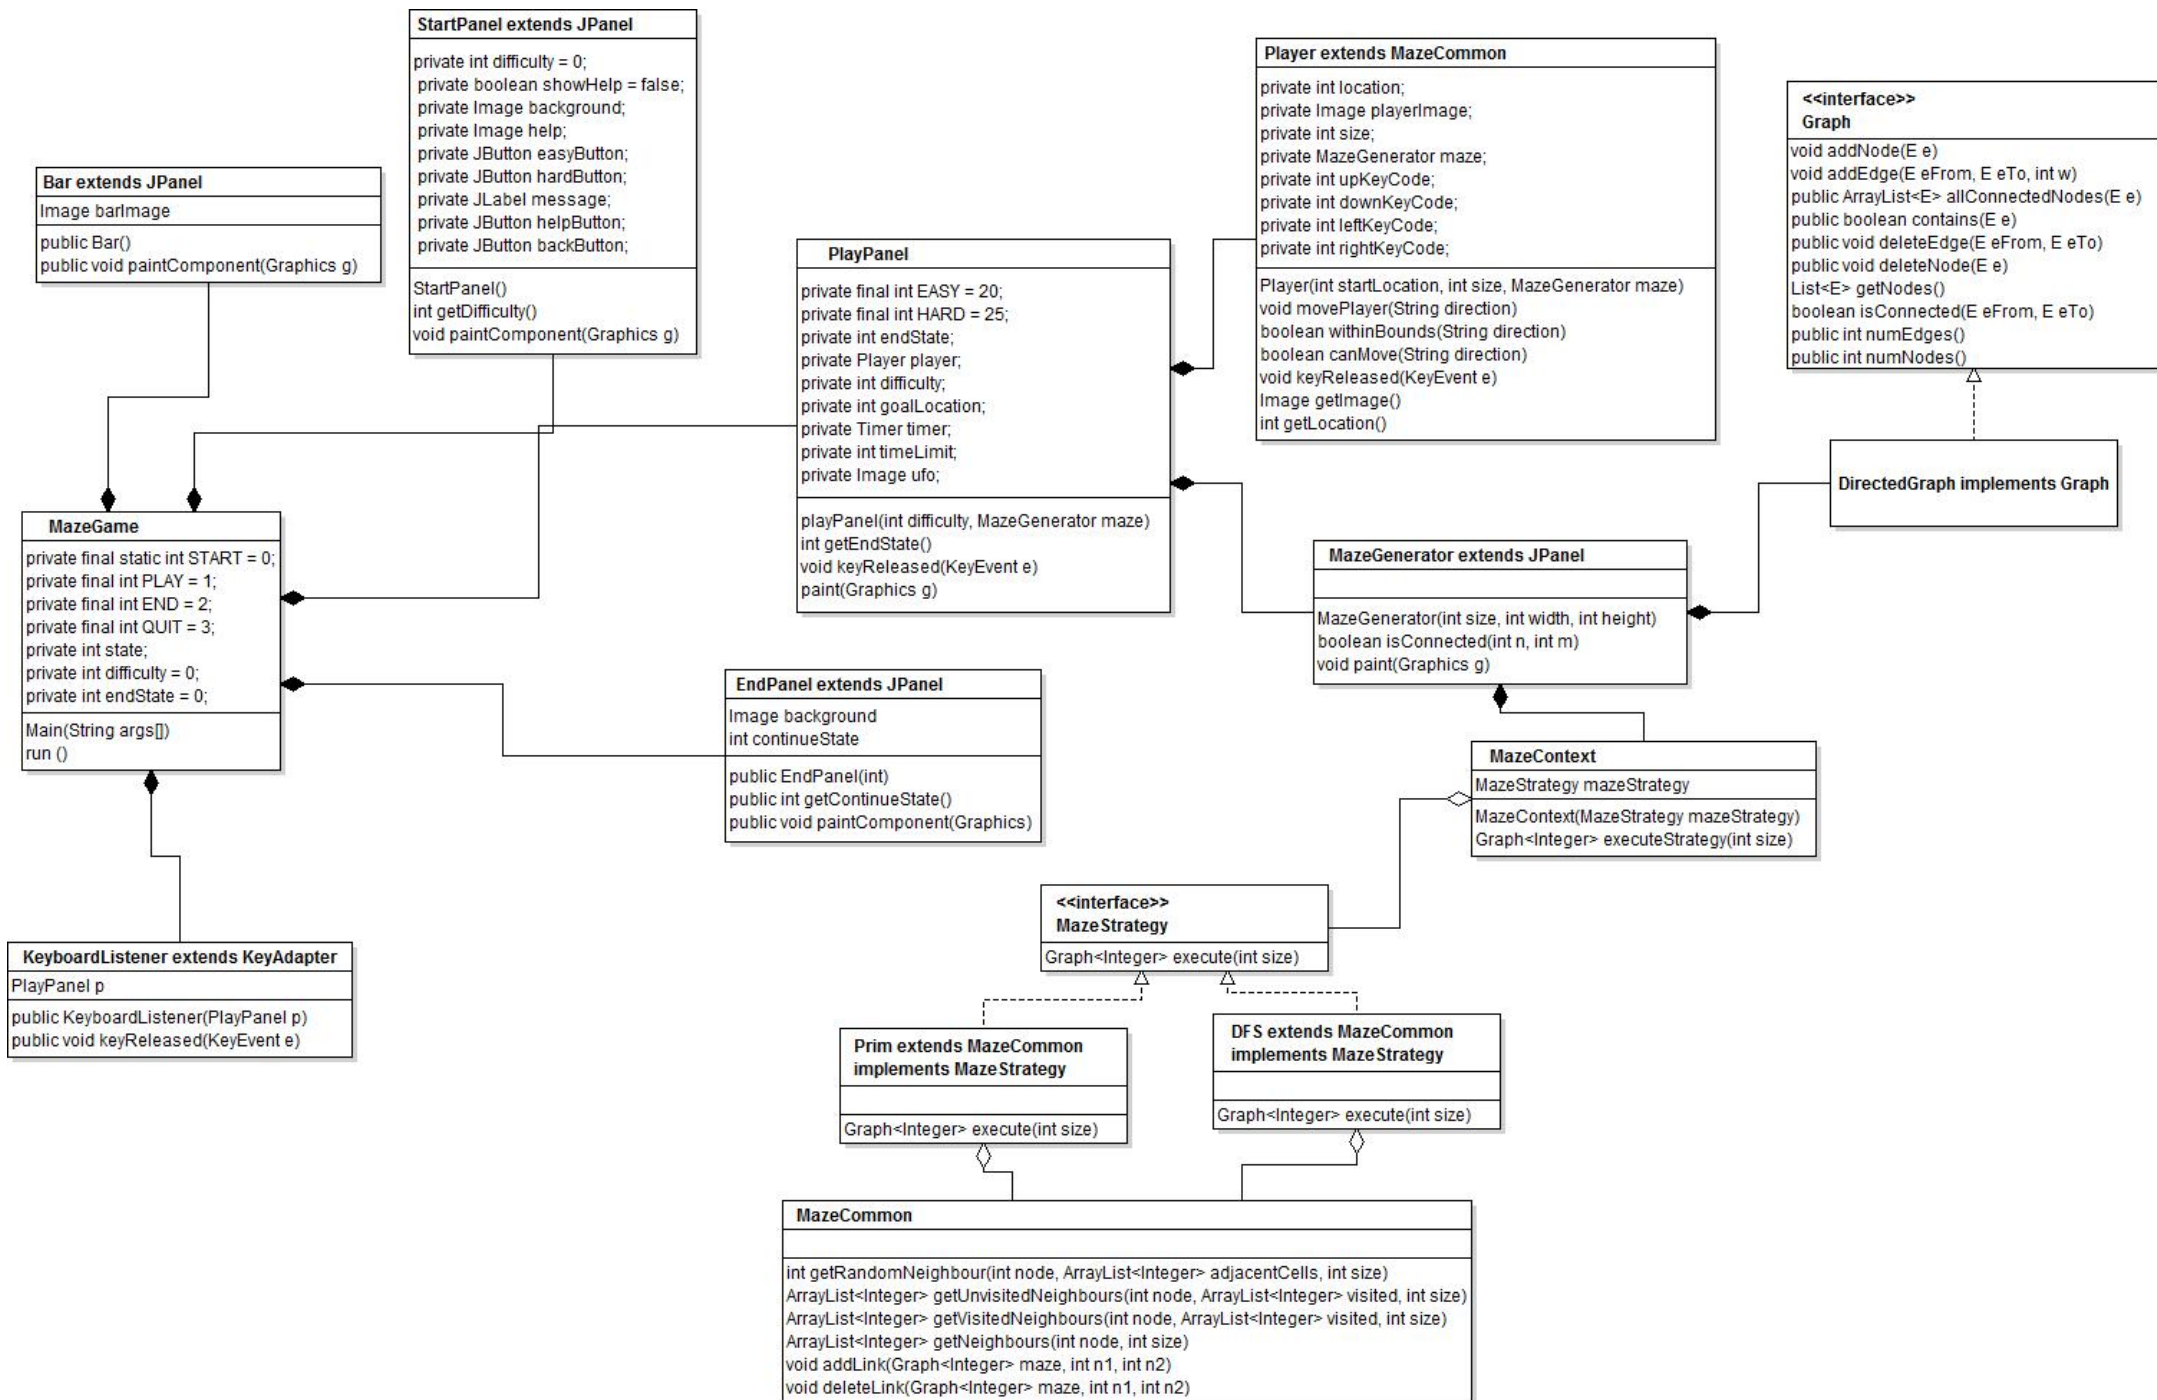 StartPanel extends JPanel
private int difficulty = 0;
private boolean showHelp = false;
private Image background;
private Image help;
private JButton easyButton;
private JButton hardButton;
private JLabel message;
private JButton helpButton;
private JButton backButton;
StartPanel()
int getDifficulty()
void paintComponent(Graphics g)
Player extends MazeCommon
private int location;
private Image playerImage;
private int size;
private MazeGenerator maze;
private int upKeyCode;
private int downKeyCode;
private int leftKeyCode;
private int rightKeyCode;
Player(int startLocation, int size, MazeGenerator maze)
void movePlayer(String direction)
boolean withinBounds(String direction)
boolean canMove(String direction)
void keyReleased(KeyEvent e)
Image getImage()
int getLocation()
<<interface>>
Graph
void addNode(E e)
void addEdge(E eFrom, E eTo, int w)
public ArrayList<E> allConnectedNodes(E e)
public boolean contains(E e)
public void deleteEdge(E eFrom, E eTo)
public void deleteNode(E e)
List<E> getNodes()
boolean isConnected(E eFrom, E eTo)
public int numEdges()
public int numNodes()
Bar extends JPanel
Image barImage
public Bar()
public void paintComponent(Graphics g)
PlayPanel
private final int EASY = 20;
private final int HARD = 25;
private int endState;
private Player player;
private int difficulty;
private int goalLocation;
private Timer timer;
private int timeLimit;
private Image ufo;
playPanel(int difficulty, MazeGenerator maze)
int getEndState()
void keyReleased(KeyEvent e)
paint(Graphics g)
DirectedGraph implements Graph
MazeGame
private final static int START = 0;
private final int PLAY = 1;
private final int END = 2;
private final int QUIT = 3;
private int state;
private int difficulty = 0;
private int endState = 0;
Main(String args[])
run ()
MazeGenerator extends JPanel
MazeGenerator(int size, int width, int height)
boolean isConnected(int n, int m)
void paint(Graphics g)
EndPanel extends JPanel
Image background
int continueState
public EndPanel(int)
public int getContinueState()
public void paintComponent(Graphics)
MazeContext
MazeStrategy mazeStrategy
MazeContext(MazeStrategy mazeStrategy)
Graph<Integer> executeStrategy(int size)
<<interface>>
MazeStrategy
Graph<Integer> execute(int size)
KeyboardListener extends KeyAdapter
PlayPanel p
public KeyboardListener(PlayPanel p)
public void keyReleased(KeyEvent e)
Prim extends MazeCommon
implements MazeStrategy
Graph<Integer> execute(int size)
DFS extends MazeCommon
implements MazeStrategy
Graph<Integer> execute(int size)
MazeCommon
int getRandomNeighbour(int node, ArrayList<Integer> adjacentCells, int size)
ArrayList<Integer> getUnvisitedNeighbours(int node, ArrayList<Integer> visited, int size)
ArrayList<Integer> getVisitedNeighbours(int node, ArrayList<Integer> visited, int size)
ArrayList<Integer> getNeighbours(int node, int size)
void addLink(Graph<Integer> maze, int n1, int n2)
void deleteLink(Graph<Integer> maze, int n1, int n2)